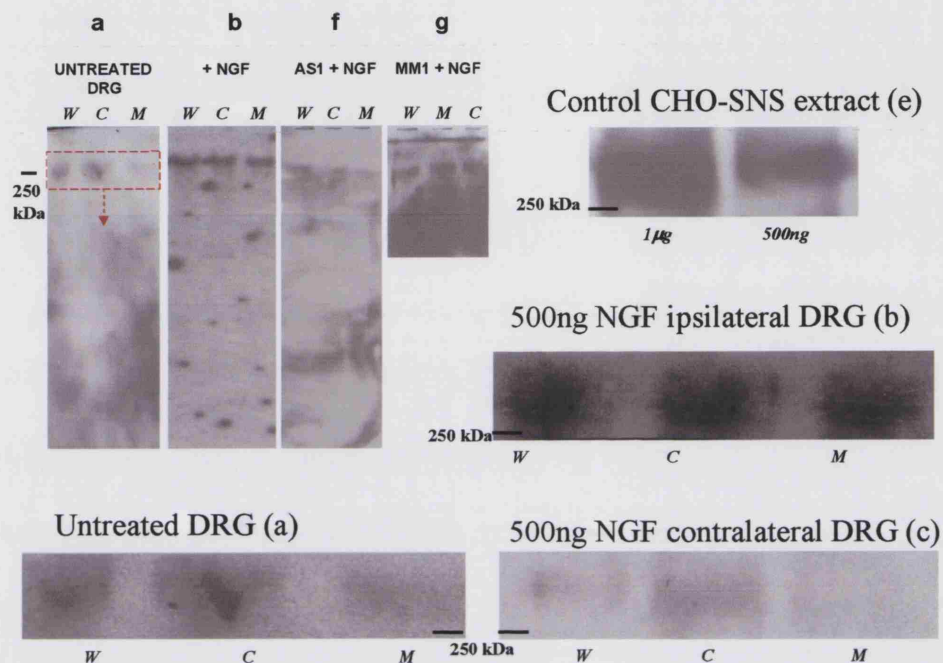 a b f g
UNTREATED DRG
+ NGF
AS1 + NGF
MM1 + NGF
W C M
W C M
W C M
W M C
250 kDa
Control CHO-SNS extract (e)
250 kDa
1µg 500ng
500ng NGF ipsilateral DRG (b)
250 kDa
W C M
Untreated DRG (a)
W C M
500ng NGF contralateral DRG (c)
250 kDa
W C M